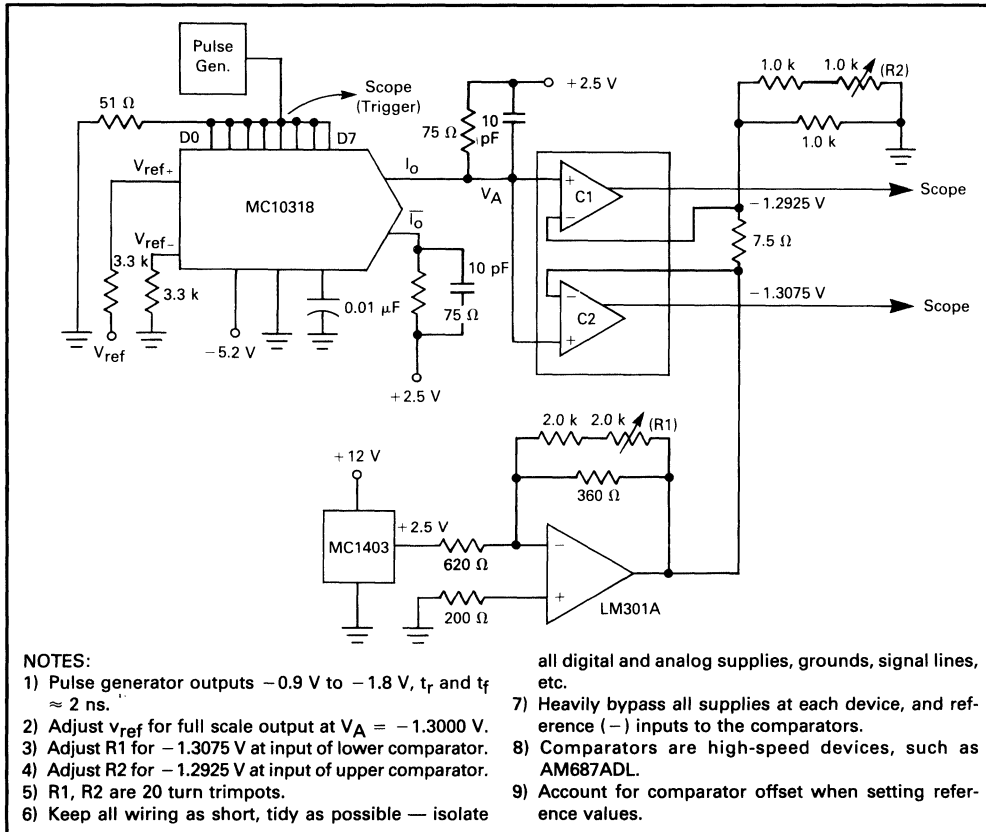 Pulse
Gen.
Scope
(Trigger)
51 Ω
D0
D7
+2.5 V
75 Ω
10
pF
1.0 k
1.0 k
(R2)
1.0 k
Vref+
MC10318
Io
VA
+
C1
−
Scope
−1.2925 V
7.5 Ω
Vref−
Io
3.3 k
3.3 k
0.01 μF
10 pF
75 Ω
−
C2
+
−1.3075 V
Scope
Vref
−5.2 V
+2.5 V
2.0 k
2.0 k
(R1)
360 Ω
+12 V
MC1403
+2.5 V
620 Ω
−
+
200 Ω
LM301A
NOTES:
1) Pulse generator outputs −0.9 V to −1.8 V, tr and tf
≈ 2 ns.
2) Adjust vref for full scale output at VA = −1.3000 V.
3) Adjust R1 for −1.3075 V at input of lower comparator.
4) Adjust R2 for −1.2925 V at input of upper comparator.
5) R1, R2 are 20 turn trimpots.
6) Keep all wiring as short, tidy as possible — isolate
all digital and analog supplies, grounds, signal lines,
etc.
7) Heavily bypass all supplies at each device, and ref-
erence (−) inputs to the comparators.
8) Comparators are high-speed devices, such as
AM687ADL.
9) Account for comparator offset when setting refer-
ence values.